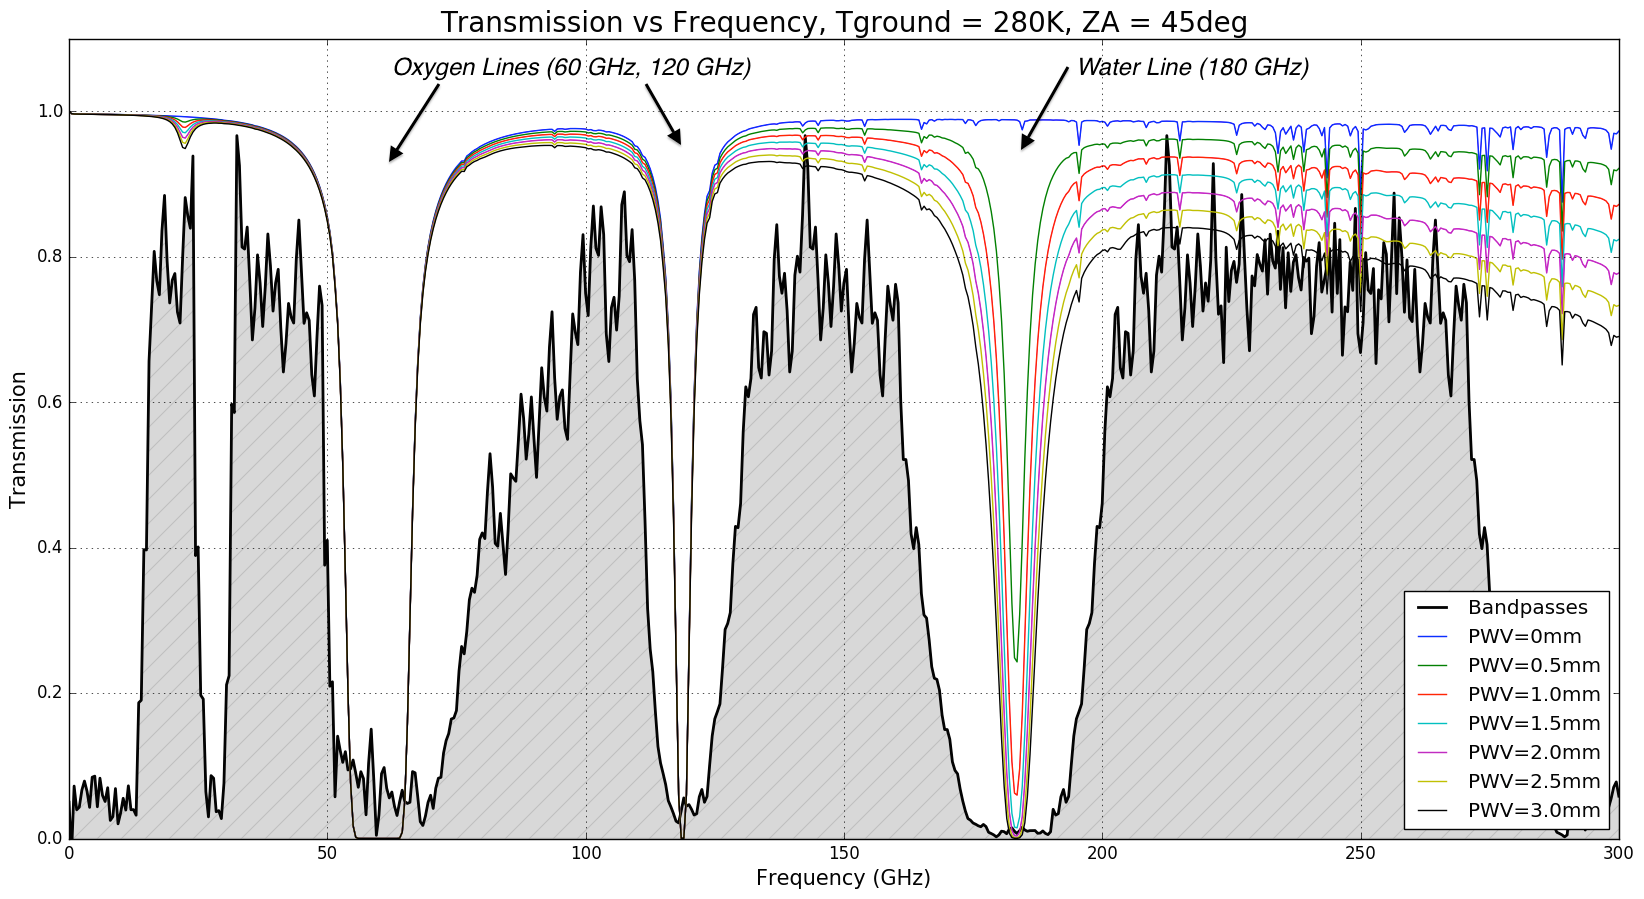 Transmission vs Frequency, Tground = 280K, ZA = 45deg
Oxygen Lines (60 GHz, 120 GHz)
Water Line (180 GHz)
1.0
0.8
0.6
0.4
0.2
0.0
Transmission
0
50
100
150
200
250
300
Frequency (GHz)
Bandpasses
PWV=0mm
PWV=0.5mm
PWV=1.0mm
PWV=1.5mm
PWV=2.0mm
PWV=2.5mm
PWV=3.0mm